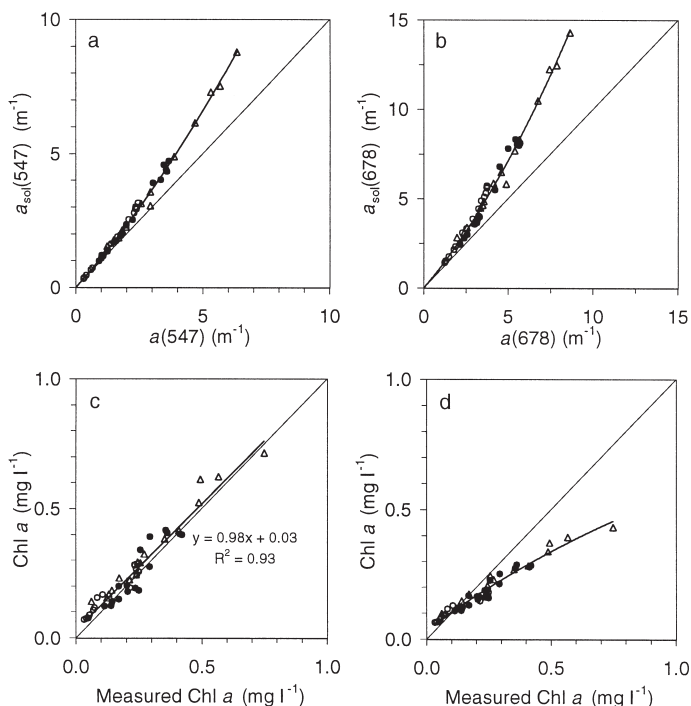 a
10
5
0
a_sol(547) (m⁻¹)
0
5
10
a(547) (m⁻¹)
b
15
10
5
0
a_sol(678) (m⁻¹)
0
5
10
15
a(678) (m⁻¹)
c
1.0
0.5
0.0
Chl a (mg l⁻¹)
y = 0.98x + 0.03
R² = 0.93
0.0
0.5
1.0
Measured Chl a (mg l⁻¹)
d
1.0
0.5
0.0
Chl a (mg l⁻¹)
0.0
0.5
1.0
Measured Chl a (mg l⁻¹)